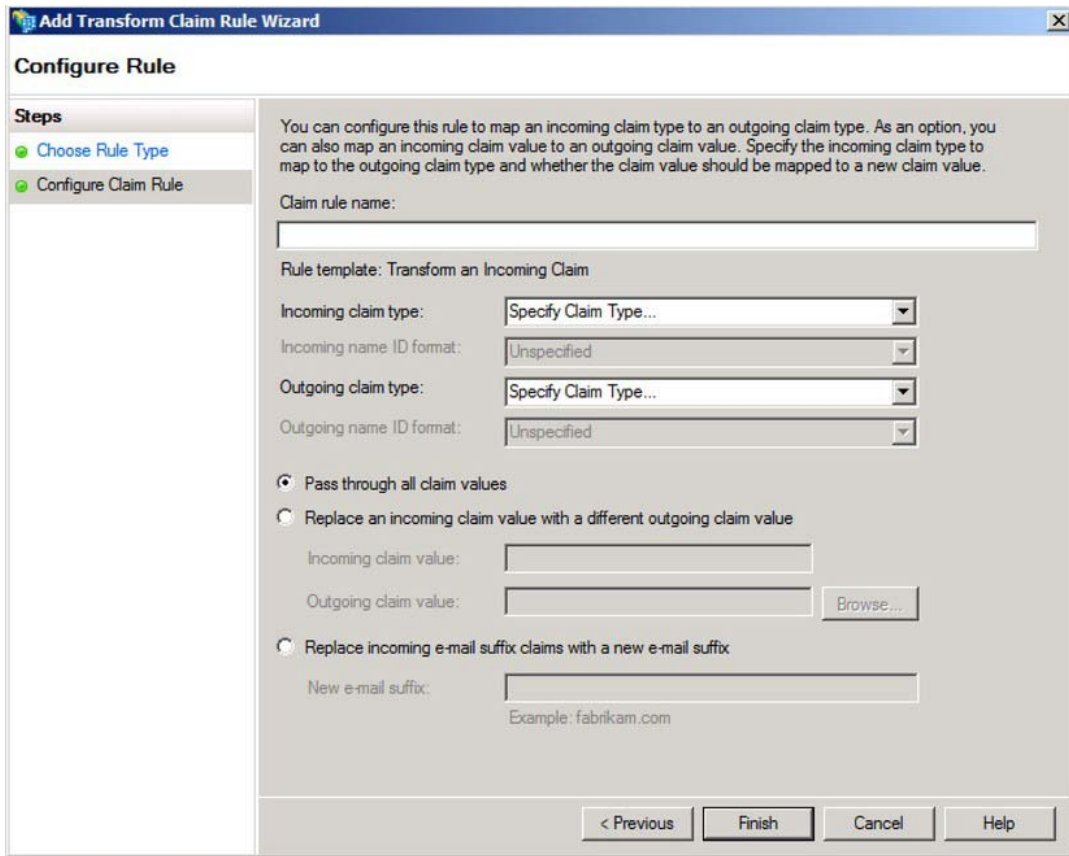 Add Transform Claim Rule Wizard
Configure Rule
Steps
Choose Rule Type
Configure Claim Rule
You can configure this rule to map an incoming claim type to an outgoing claim type. As an option, you
can also map an incoming claim value to an outgoing claim value. Specify the incoming claim type to
map to the outgoing claim type and whether the claim value should be mapped to a new claim value.
Claim rule name:
Rule template: Transform an Incoming Claim
Incoming claim type: Specify Claim Type...
Incoming name ID format: Unspecified
Outgoing claim type: Specify Claim Type...
Outgoing name ID format: Unspecified
Pass through all claim values
Replace an incoming claim value with a different outgoing claim value
Incoming claim value:
Outgoing claim value: Browse...
Replace incoming e-mail suffix claims with a new e-mail suffix
New e-mail suffix:
Example: fabrikam.com
< Previous Finish Cancel Help